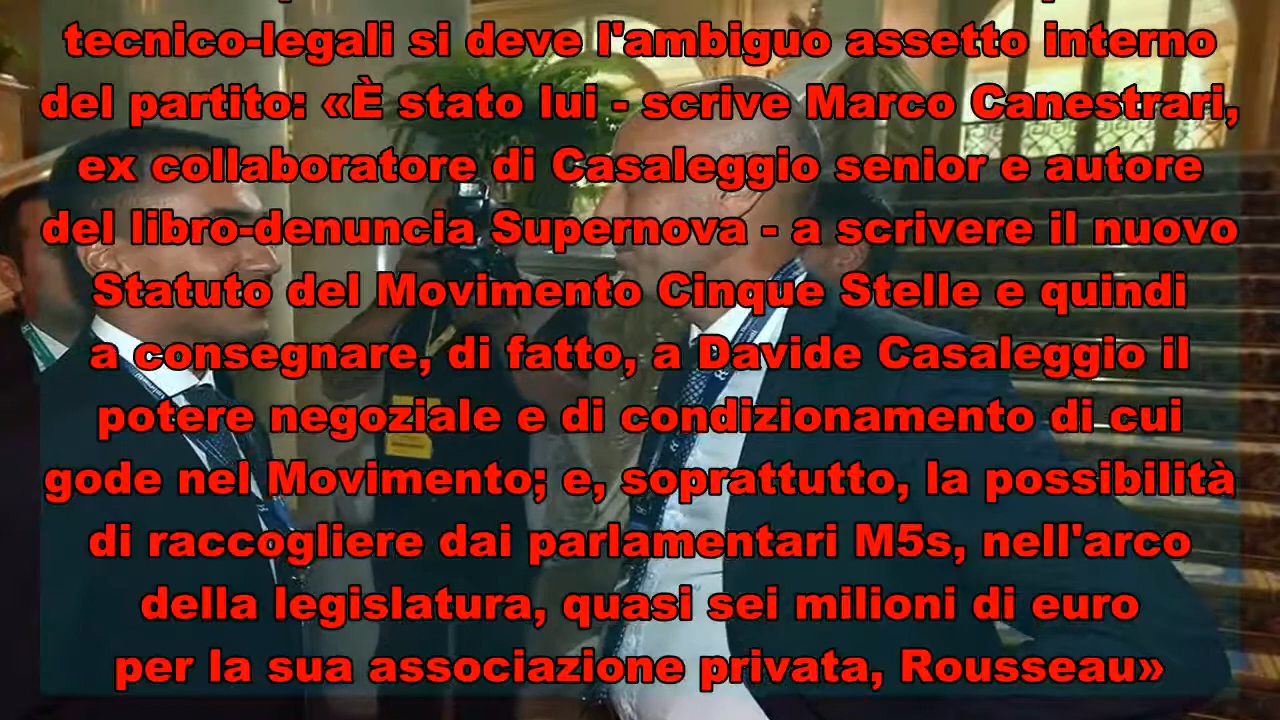 tecnico-legali si deve l'ambiguo assetto interno
del partito: «È stato lui - scrive Marco Canestrari,
ex collaboratore di Casaleggio senior e autore
del libro-denuncia Supernova - a scrivere il nuovo
Statuto del Movimento Cinque Stelle e quindi
a consegnare, di fatto, a Davide Casaleggio il
potere negoziale e di condizionamento di cui
gode nel Movimento; e, soprattutto, la possibilità
di raccogliere dai parlamentari M5s, nell'arco
della legislatura, quasi sei milioni di euro
per la sua associazione privata, Rousseau»